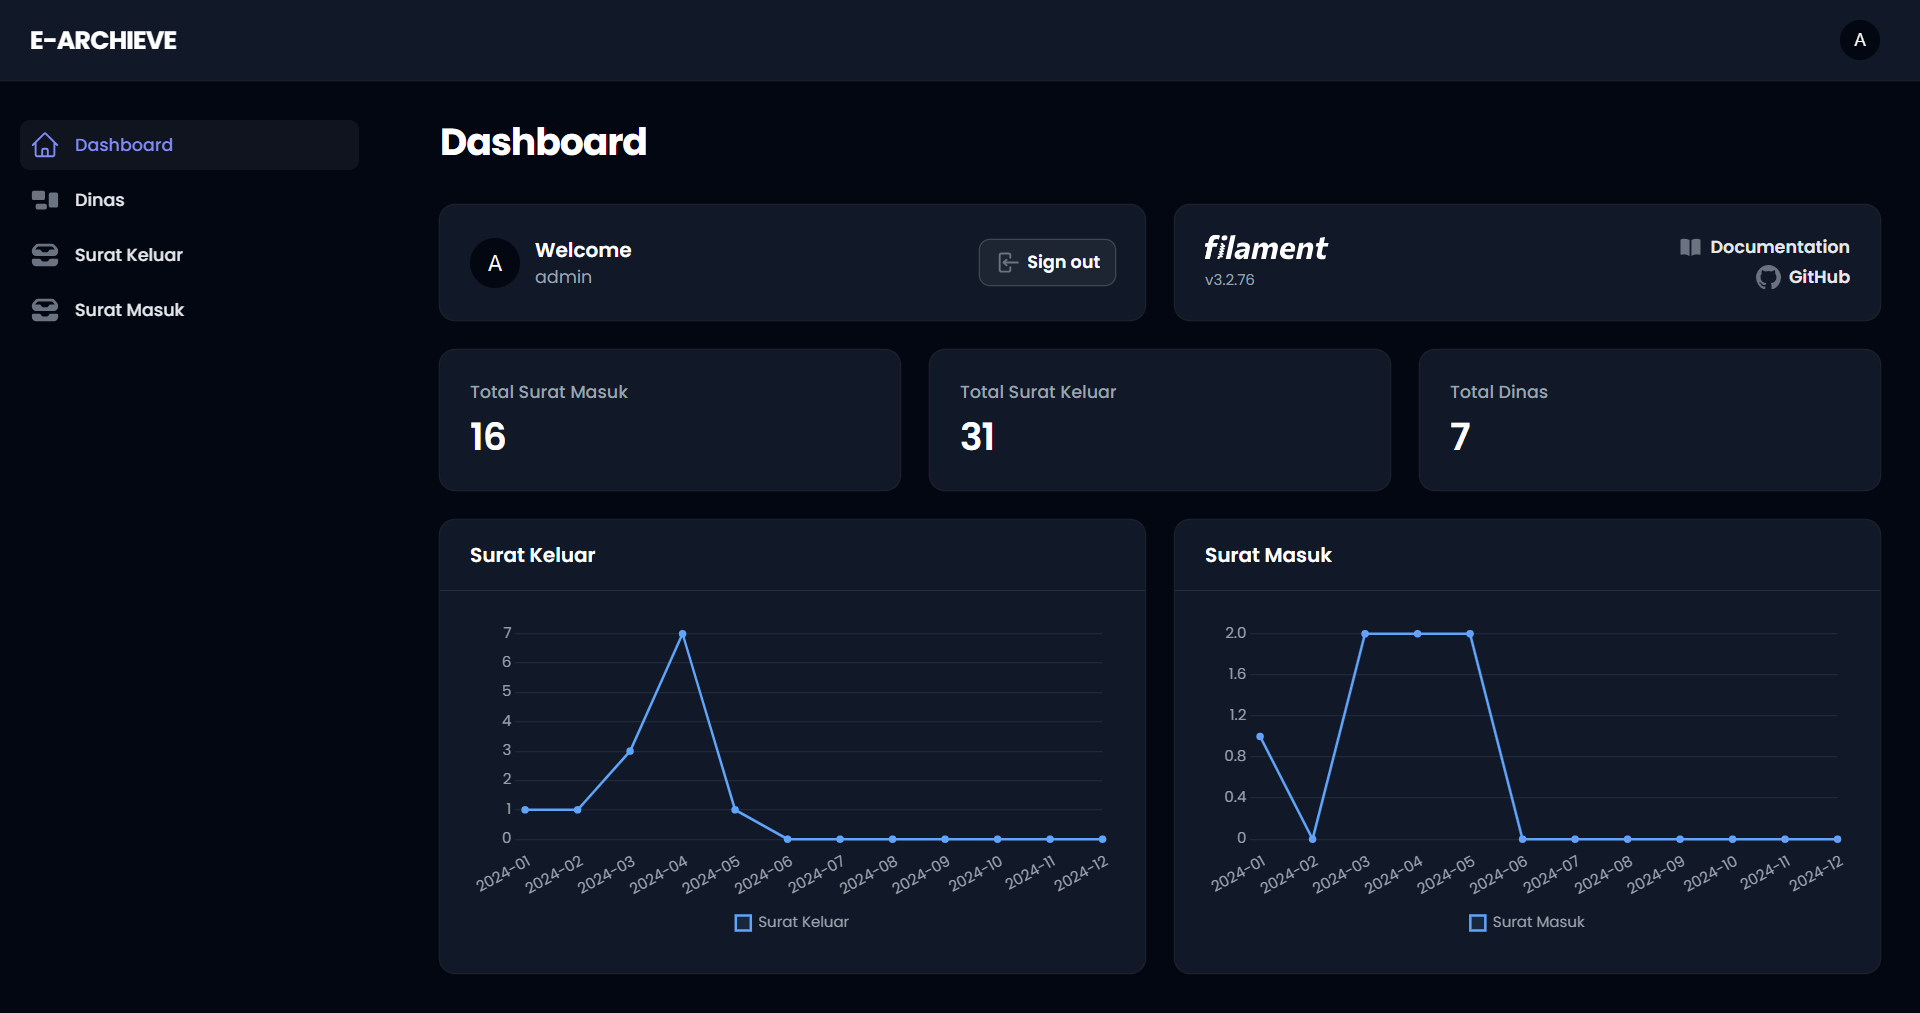 E-ARCHIEVE
A
Dashboard
Dinas
Surat Keluar
Surat Masuk
Dashboard
A
Welcome
admin
Sign out
filament
v3.2.76
Documentation
GitHub
Total Surat Masuk
16
Total Surat Keluar
31
Total Dinas
7
Surat Keluar
7
6
5
4
3
2
1
0
2024-01 2024-02 2024-03 2024-04 2024-05 2024-06 2024-07 2024-08 2024-09 2024-10 2024-11 2024-12
Surat Keluar
Surat Masuk
2.0
1.6
1.2
0.8
0.4
0
2024-01 2024-02 2024-03 2024-04 2024-05 2024-06 2024-07 2024-08 2024-09 2024-10 2024-11 2024-12
Surat Masuk